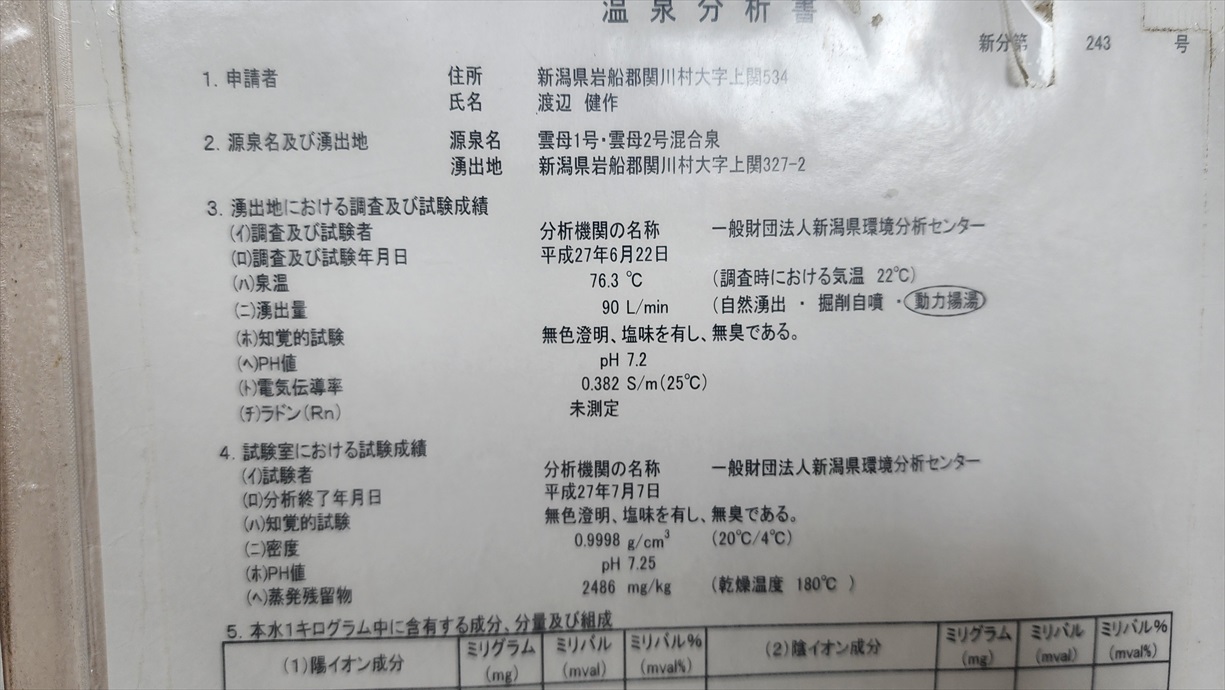 温泉分析書
新分第 243 号
1. 申請者 住所 新潟県岩船郡関川村大字上関534
氏名 渡辺 健作
2. 源泉名及び湧出地 源泉名 雲母1号・雲母2号混合泉
湧出地 新潟県岩船郡関川村大字上関327-2
3. 湧出地における調査及び試験成績
(イ)調査及び試験者 分析機関の名称 一般財団法人新潟県環境分析センター
(ロ)調査及び試験年月日 平成27年6月22日
(ハ)泉温 76.3 ℃ (調査時における気温 22℃)
(ニ)湧出量 90 L/min (自然湧出 ・ 掘削自噴 ・ 動力揚湯)
(ホ)知覚的試験 無色澄明、塩味を有し、無臭である。
(ヘ)PH値 pH 7.2
(ト)電気伝導率 0.382 S/m(25℃)
(チ)ラドン(Rn) 未測定
4. 試験室における試験成績
(イ)試験者 分析機関の名称 一般財団法人新潟県環境分析センター
(ロ)分析終了年月日 平成27年7月7日
(ハ)知覚的試験 無色澄明、塩味を有し、無臭である。
(ニ)密度 0.9998 g/cm³ (20℃/4℃)
(ホ)PH値 pH 7.25
(ヘ)蒸発残留物 2486 mg/kg (乾燥温度 180℃ )
5. 本水1キログラム中に含有する成分、分量及び組成
(1)陽イオン成分 ミリグラム (mg) ミリバル (mval) ミリバル% (mval%) (2)陰イオン成分 ミリグラム (mg) ミリバル (mval) ミリバル% (mval%)